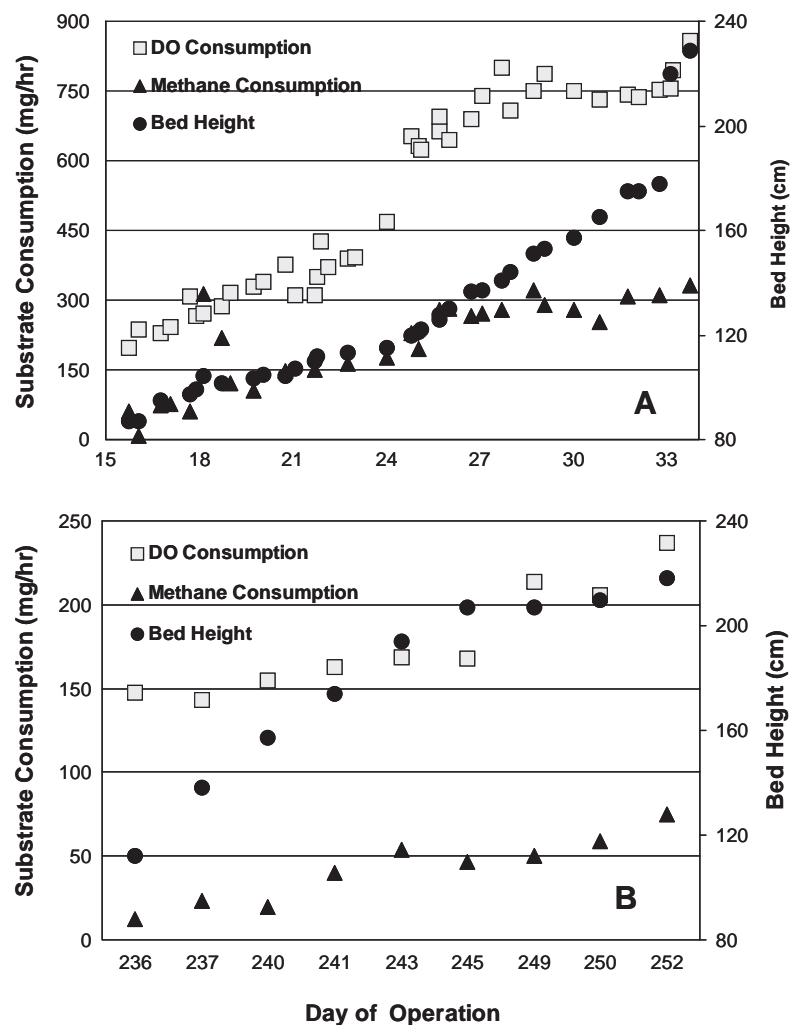 Substrate Consumption (mg/hr)
900
750
600
450
300
150
0
DO Consumption
Methane Consumption
Bed Height
A
240
200
160
120
80
Bed Height (cm)
15 18 21 24 27 30 33
Substrate Consumption (mg/hr)
250
200
150
100
50
0
DO Consumption
Methane Consumption
Bed Height
B
240
200
160
120
80
Bed Height (cm)
236 237 240 241 243 245 249 250 252
Day of Operation